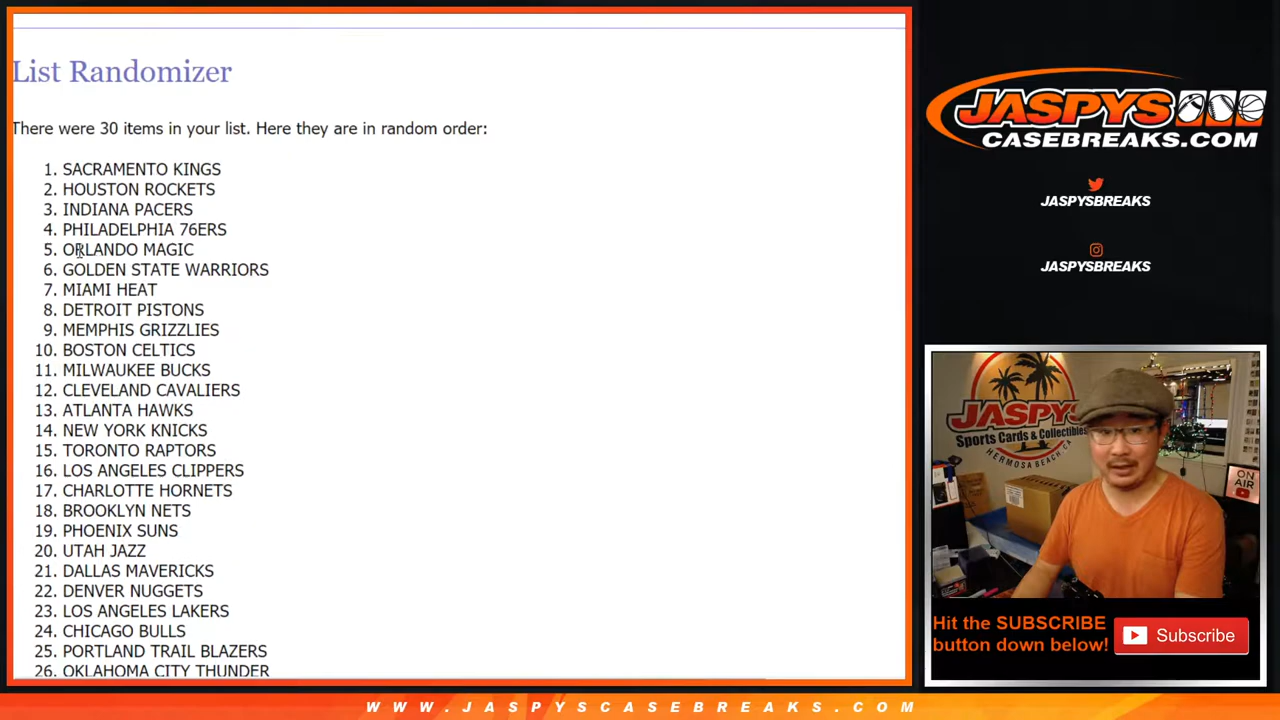 List Randomizer
There were 30 items in your list. Here they are in random order:
1. SACRAMENTO KINGS
2. HOUSTON ROCKETS
3. INDIANA PACERS
4. PHILADELPHIA 76ERS
5. ORLANDO MAGIC
6. GOLDEN STATE WARRIORS
7. MIAMI HEAT
8. DETROIT PISTONS
9. MEMPHIS GRIZZLIES
10. BOSTON CELTICS
11. MILWAUKEE BUCKS
12. CLEVELAND CAVALIERS
13. ATLANTA HAWKS
14. NEW YORK KNICKS
15. TORONTO RAPTORS
16. LOS ANGELES CLIPPERS
17. CHARLOTTE HORNETS
18. BROOKLYN NETS
19. PHOENIX SUNS
20. UTAH JAZZ
21. DALLAS MAVERICKS
22. DENVER NUGGETS
23. LOS ANGELES LAKERS
24. CHICAGO BULLS
25. PORTLAND TRAIL BLAZERS
26. OKLAHOMA CITY THUNDER
JASPYS
CASEBREAKS.COM
JASPYSBREAKS
JASPYSBREAKS
JASPYS
Sports Cards & Collectibles
HERMOSA BEACH, CA
ON AIR
Hit the SUBSCRIBE
button down below!
Subscribe
WWW.JASPYSCASEBREAKS.COM